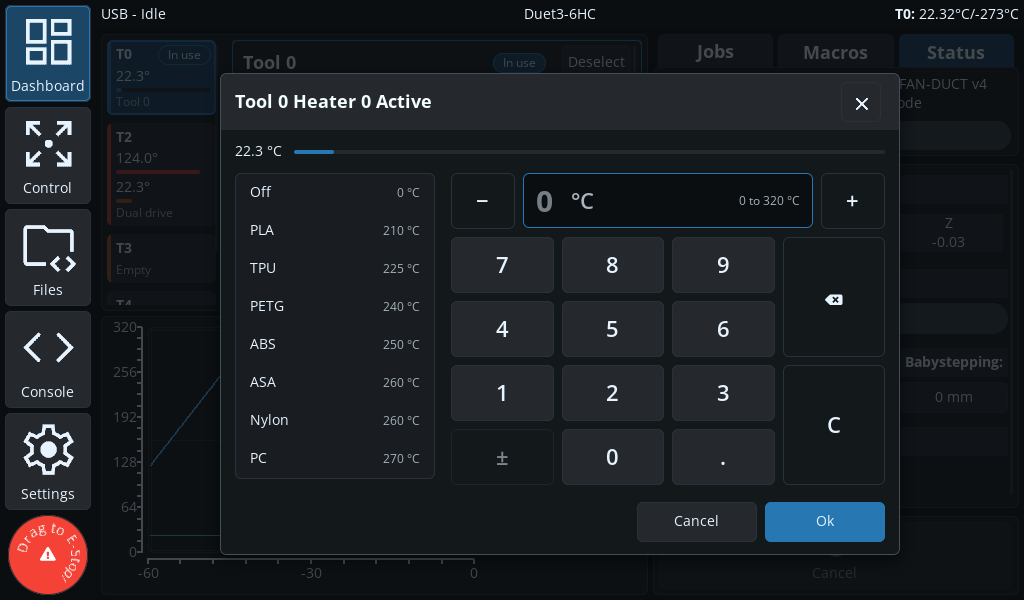 USB - Idle
Duet3-6HC
T0: 22.32°C/-273°C
Dashboard
Control
Files
Console
Settings
Drag to E-Stop!
T0
In use
22.3°
Tool 0
T2
124.0°
22.3°
Dual drive
T3
Empty
T4
Tool 0
In use
Deselect
Jobs
Macros
Status
FAN-DUCT v4
ode
Z
-0.03
Babystepping:
0 mm
Cancel
320
256
192
128
64
0
-60
-30
0
Tool 0 Heater 0 Active
22.3 °C
Off 0 °C
PLA 210 °C
TPU 225 °C
PETG 240 °C
ABS 250 °C
ASA 260 °C
Nylon 260 °C
PC 270 °C
− 0 °C 0 to 320 °C +
7 8 9
4 5 6
1 2 3
C
± 0 .
Cancel
Ok